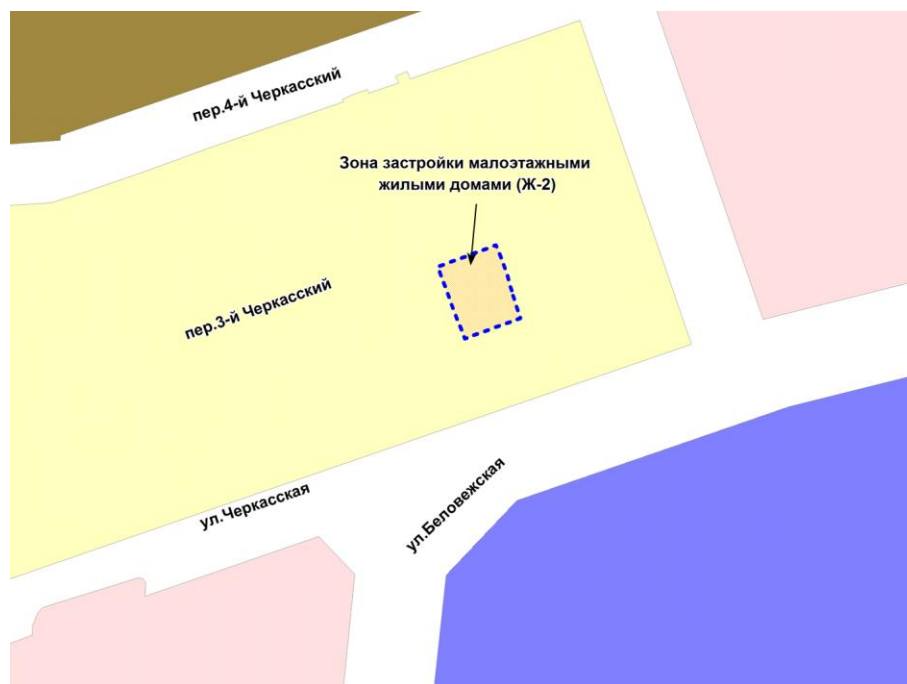 пер.4-й Черкасский
Зона застройки малоэтажными
жилыми домами (Ж-2)
пер.3-й Черкасский
ул.Черкасская
ул.Беловежская